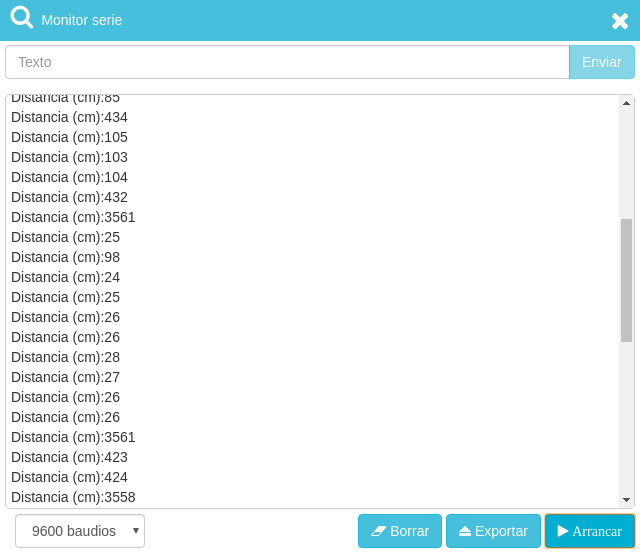 Monitor serie
Texto
Enviar
Distancia (cm):85
Distancia (cm):434
Distancia (cm):105
Distancia (cm):103
Distancia (cm):104
Distancia (cm):432
Distancia (cm):3561
Distancia (cm):25
Distancia (cm):98
Distancia (cm):24
Distancia (cm):25
Distancia (cm):26
Distancia (cm):26
Distancia (cm):28
Distancia (cm):27
Distancia (cm):26
Distancia (cm):26
Distancia (cm):3561
Distancia (cm):423
Distancia (cm):424
Distancia (cm):3558
9600 baudios
Borrar
Exportar
Arrancar